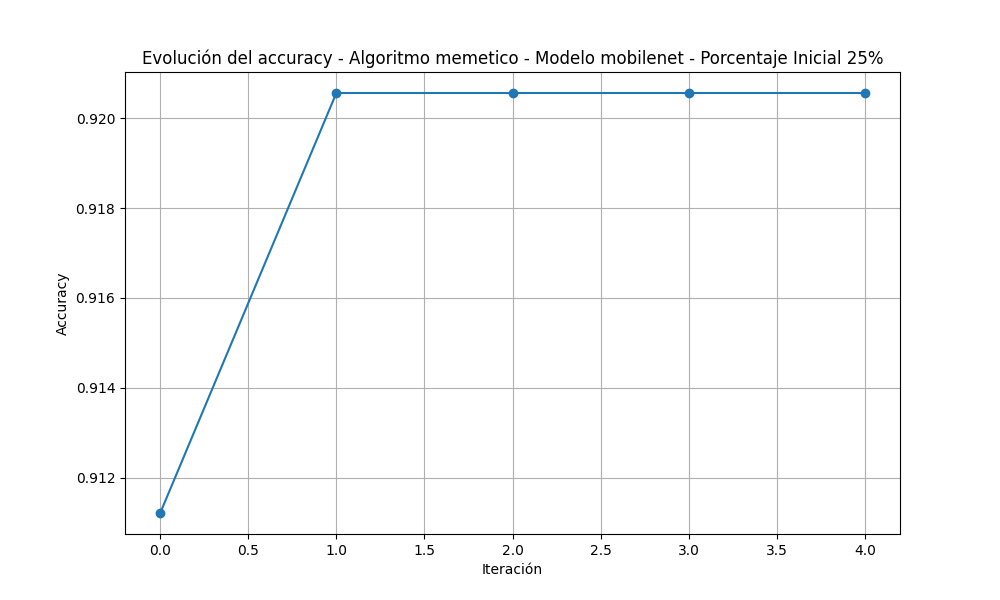 Evolución del accuracy - Algoritmo memetico - Modelo mobilenet - Porcentaje Inicial 25%
0.920
0.918
0.916
0.914
0.912
Accuracy
0.0 0.5 1.0 1.5 2.0 2.5 3.0 3.5 4.0
Iteración